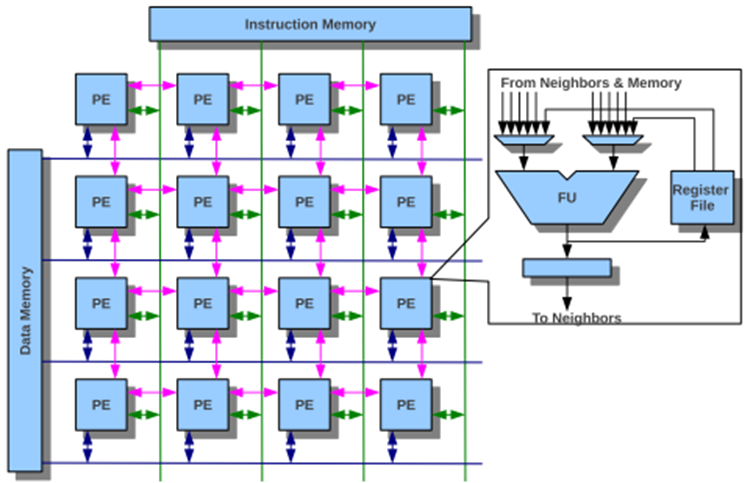 Instruction Memory
PE PE PE PE
From Neighbors & Memory
Data Memory
PE PE PE PE
FU
Register
File
PE PE PE PE
To Neighbors
PE PE PE PE